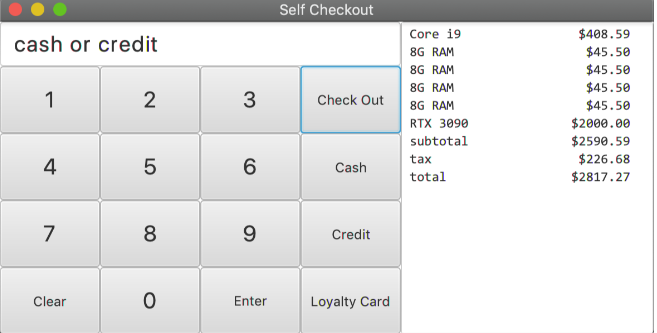 Self Checkout
cash or credit
1 2 3 Check Out
4 5 6 Cash
7 8 9 Credit
Clear 0 Enter Loyalty Card
Core i9 $408.59
8G RAM $45.50
8G RAM $45.50
8G RAM $45.50
8G RAM $45.50
RTX 3090 $2000.00
subtotal $2590.59
tax $226.68
total $2817.27